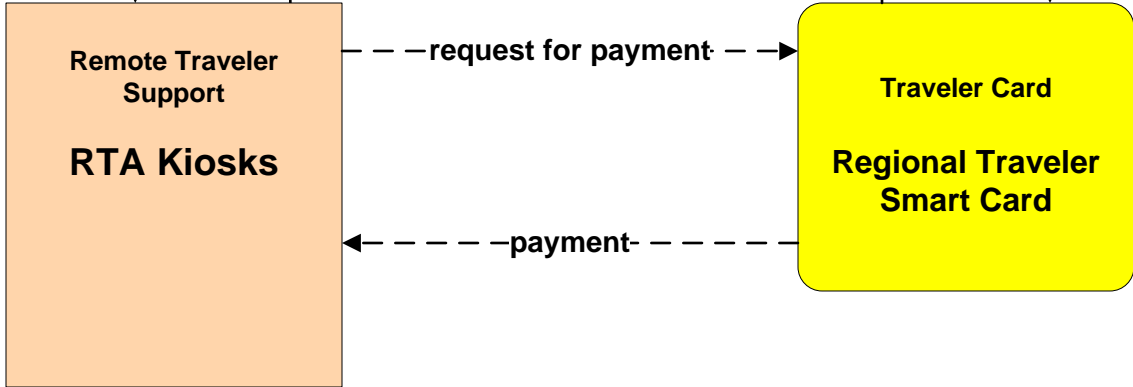 Remote Traveler
Support
RTA Kiosks
request for payment
Traveler Card
Regional Traveler
Smart Card
payment